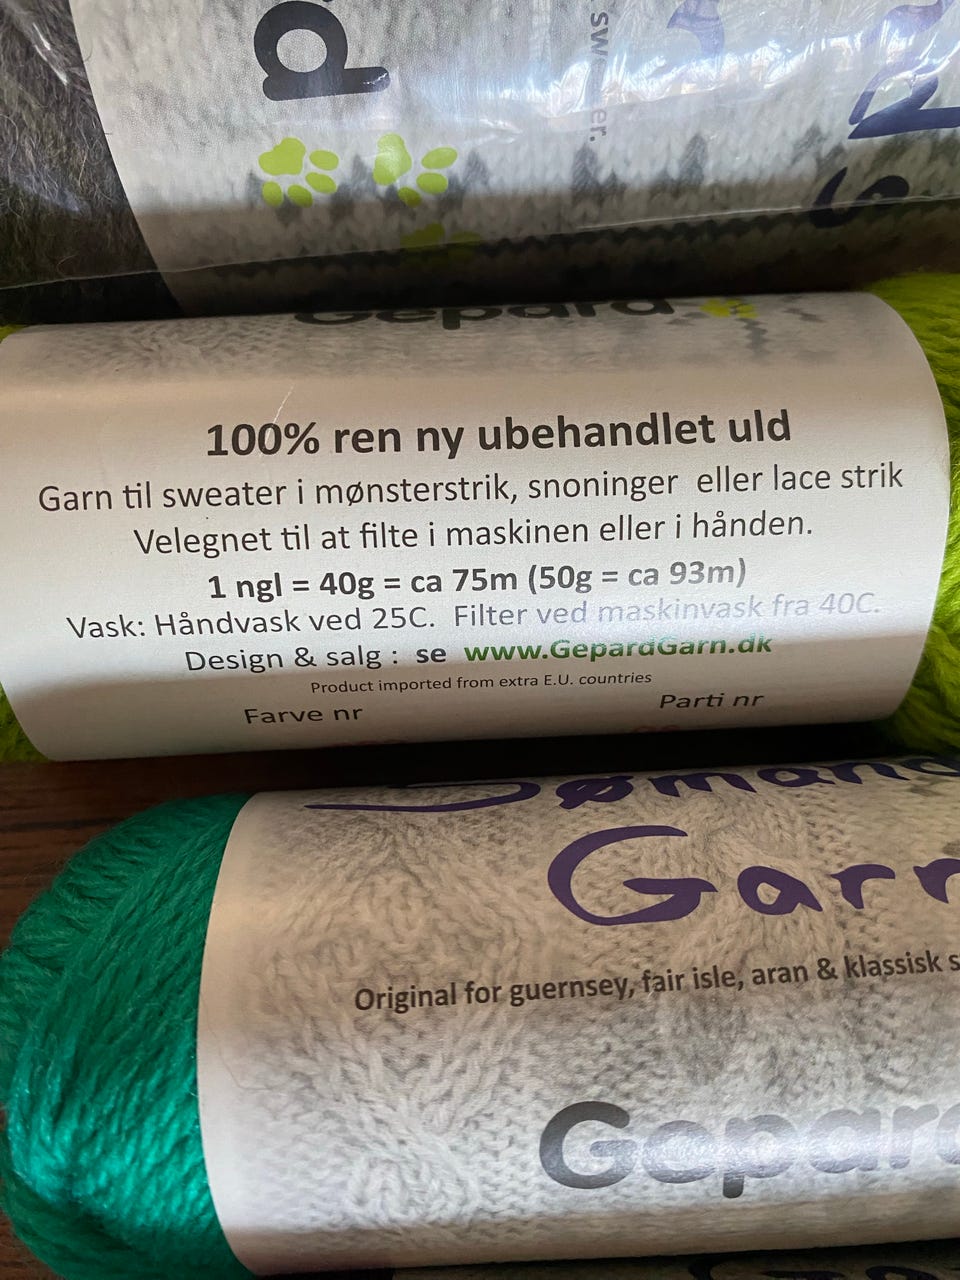 d
Gepard
100% ren ny ubehandlet uld
Garn til sweater i mønsterstrik, snoninger eller lace strik
Velegnet til at filte i maskinen eller i hånden.
1 ngl = 40g = ca 75m (50g = ca 93m)
Vask: Håndvask ved 25C. Filter ved maskinvask fra 40C.
Design & salg : se www.GepardGarn.dk
Product imported from extra E.U. countries
Farve nr Parti nr
Sømand
Garn
Original for guernsey, fair isle, aran & klassisk s
Gepard